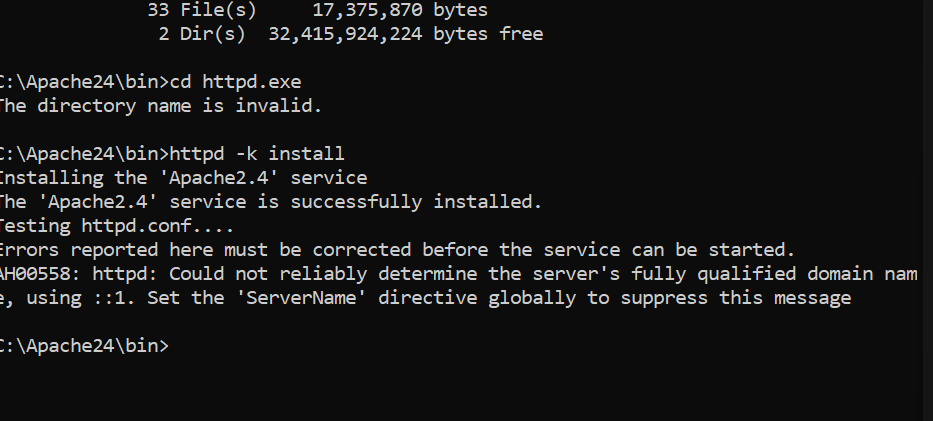 33 File(s)     17,375,870 bytes
2 Dir(s)  32,415,924,224 bytes free
C:\Apache24\bin>cd httpd.exe
The directory name is invalid.
C:\Apache24\bin>httpd -k install
Installing the 'Apache2.4' service
The 'Apache2.4' service is successfully installed.
Testing httpd.conf....
Errors reported here must be corrected before the service can be started.
AH00558: httpd: Could not reliably determine the server's fully qualified domain nam
e, using ::1. Set the 'ServerName' directive globally to suppress this message
C:\Apache24\bin>